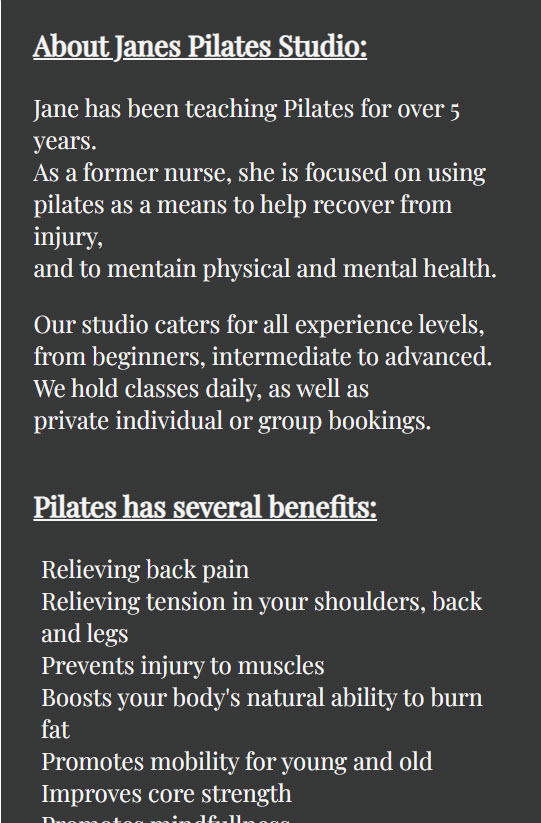 About Janes Pilates Studio:
Jane has been teaching Pilates for over 5
years.
As a former nurse, she is focused on using
pilates as a means to help recover from
injury,
and to mentain physical and mental health.
Our studio caters for all experience levels,
from beginners, intermediate to advanced.
We hold classes daily, as well as
private individual or group bookings.
Pilates has several benefits:
Relieving back pain
Relieving tension in your shoulders, back
and legs
Prevents injury to muscles
Boosts your body's natural ability to burn
fat
Promotes mobility for young and old
Improves core strength
Promotes mindfullness